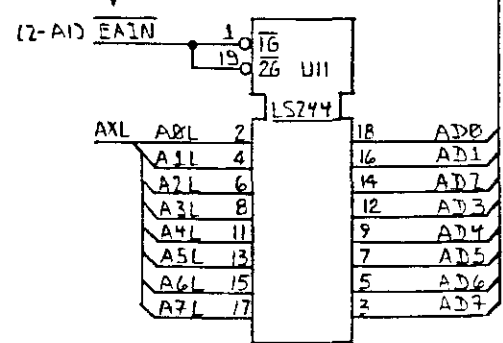 (2-A1) EAIN 1 1G
19 2G U11
LS244
AXL A0L 2 18 AD0
A1L 4 16 AD1
A2L 6 14 AD2
A3L 8 12 AD3
A4L 11 9 AD4
A5L 13 7 AD5
A6L 15 5 AD6
A7L 17 3 AD7